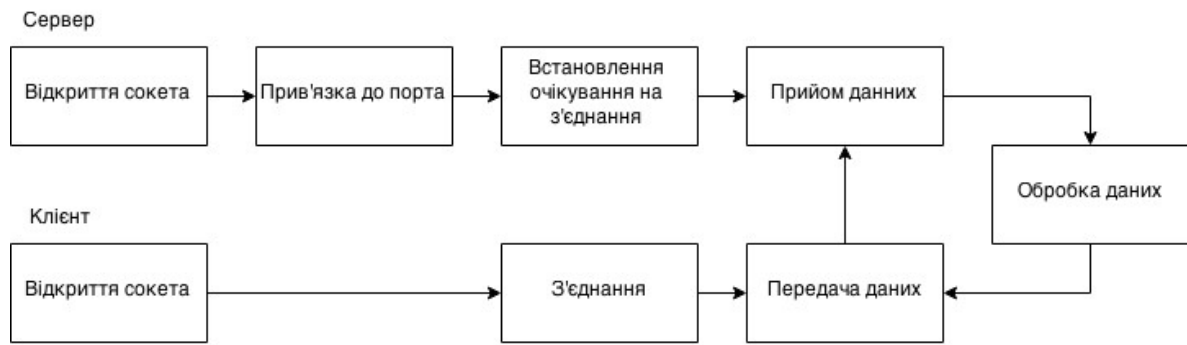 Сервер
Відкриття сокета
Прив'язка до порта
Встановлення
очікування на
з'єднання
Прийом данних
Обробка даних
Клієнт
Відкриття сокета
З'єднання
Передача даних